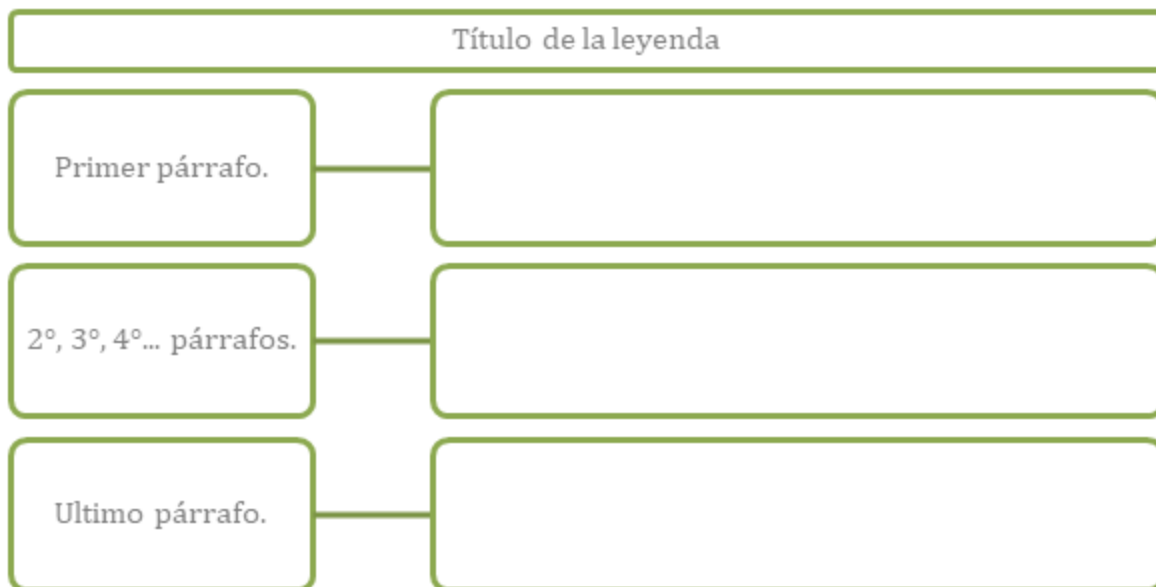 Título de la leyenda
Primer párrafo.
2°, 3°, 4°... párrafos.
Ultimo párrafo.